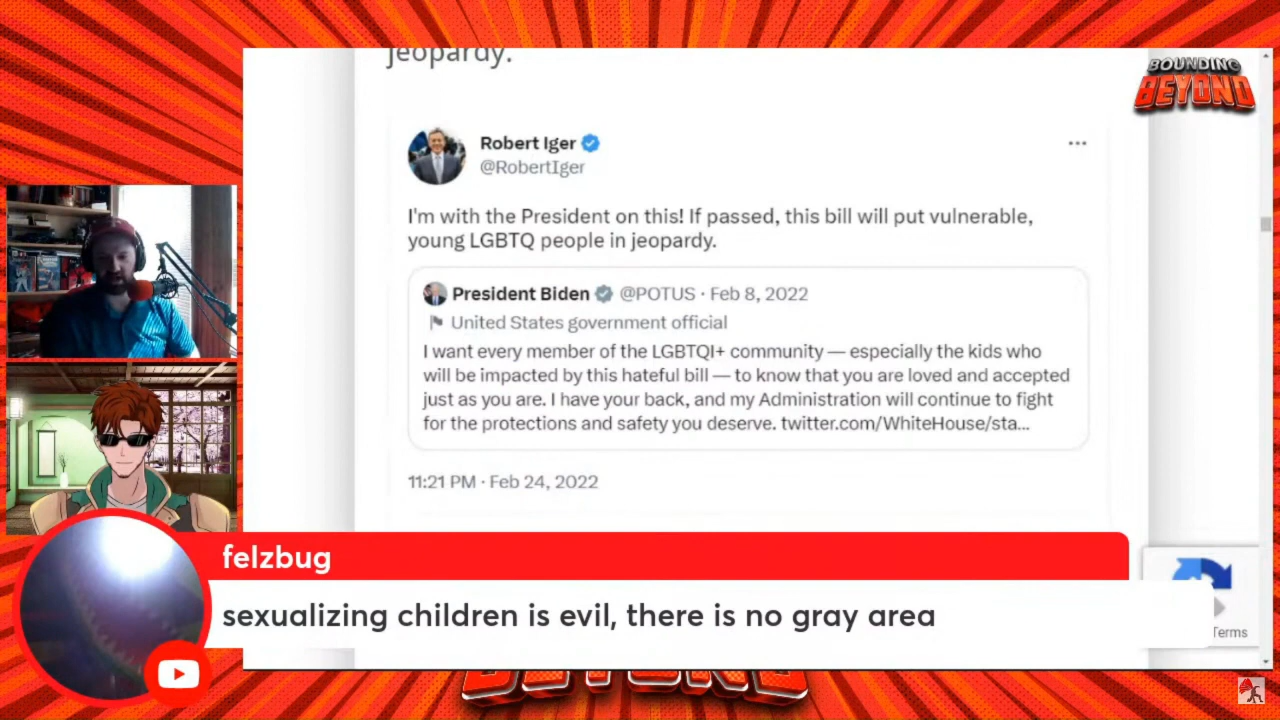 jeopardy.
BOUNDING
BEYOND
Robert Iger
@RobertIger
I'm with the President on this! If passed, this bill will put vulnerable,
young LGBTQ people in jeopardy.
President Biden @POTUS · Feb 8, 2022
United States government official
I want every member of the LGBTQI+ community — especially the kids who
will be impacted by this hateful bill — to know that you are loved and accepted
just as you are. I have your back, and my Administration will continue to fight
for the protections and safety you deserve. twitter.com/WhiteHouse/sta...
11:21 PM · Feb 24, 2022
felzbug
sexualizing children is evil, there is no gray area
Terms
BEYOND